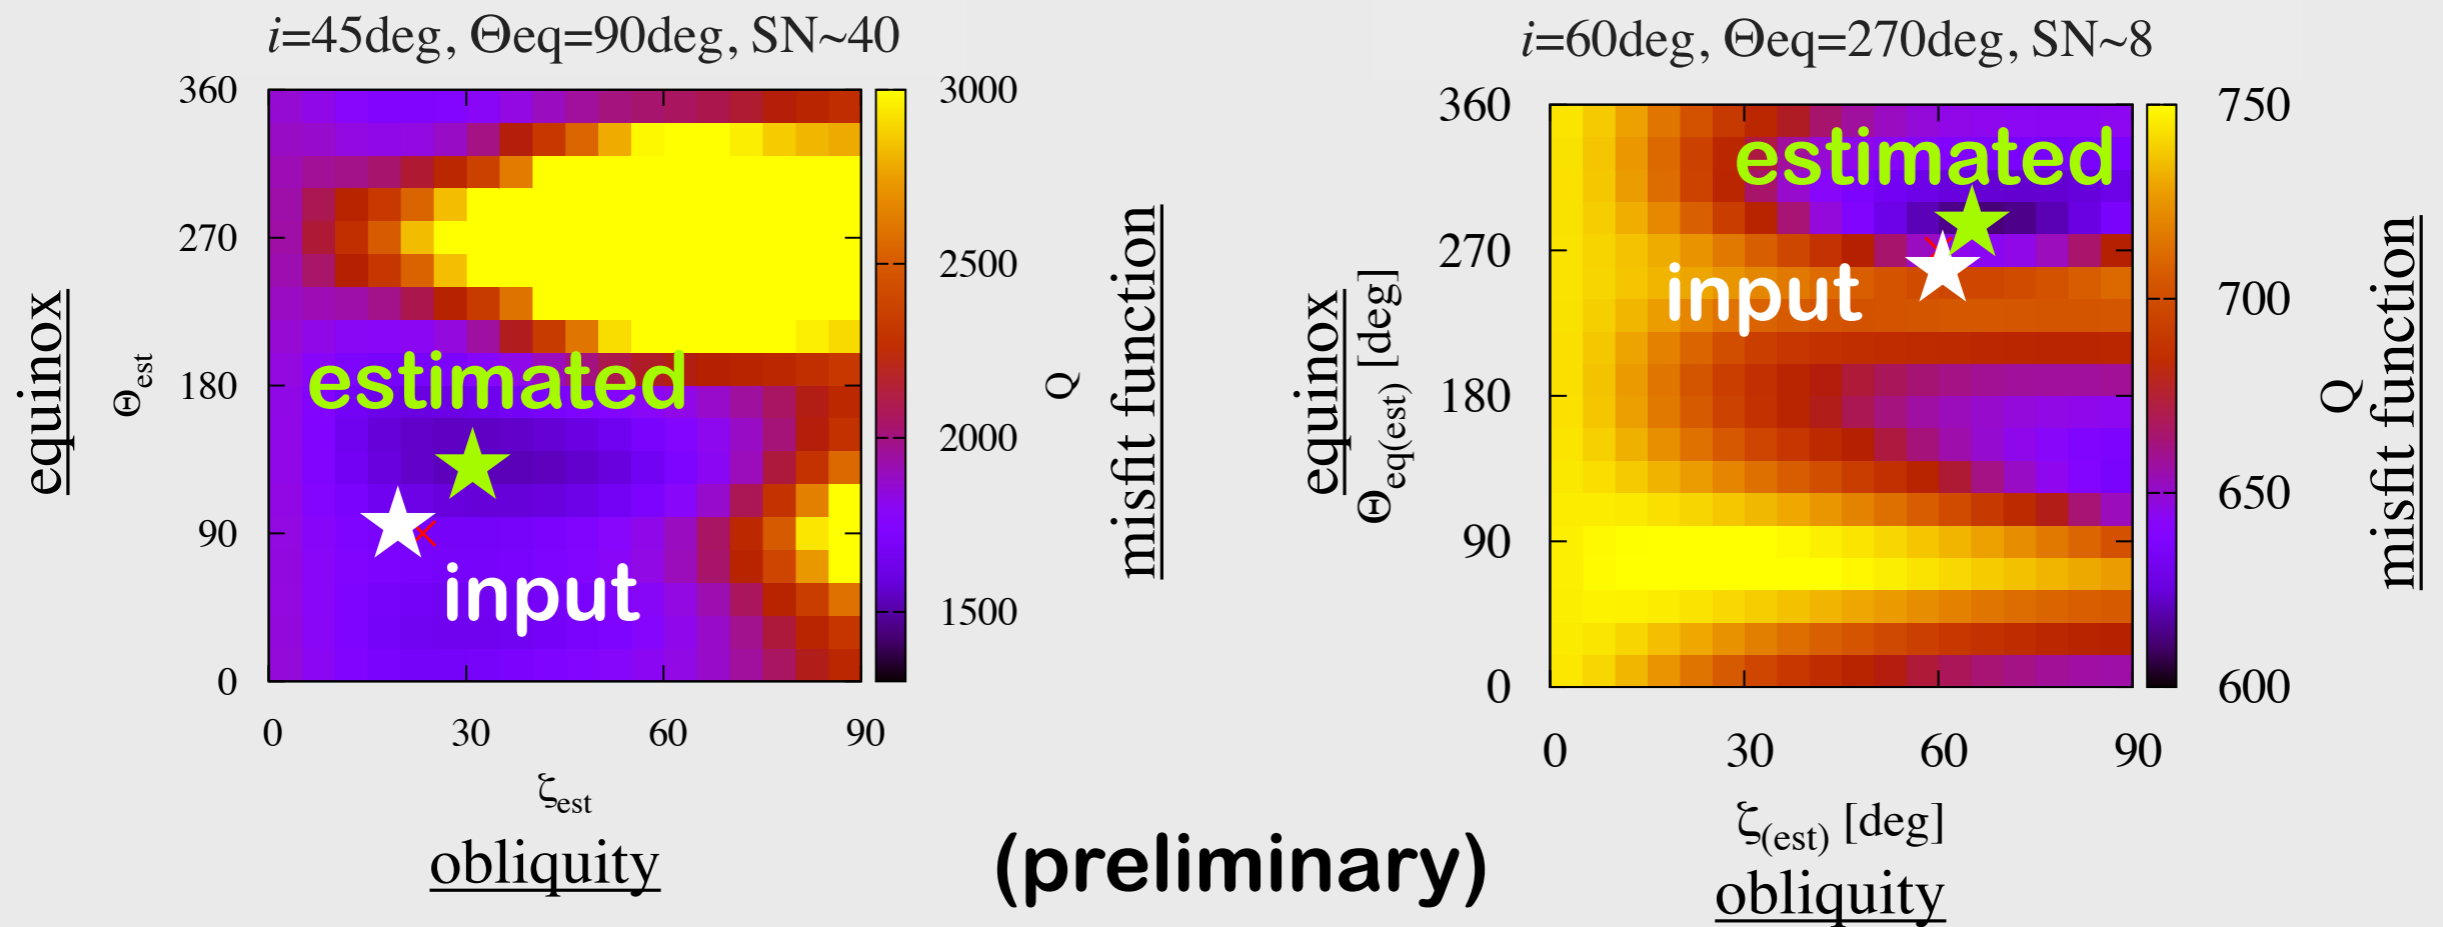 i=45deg, Θeq=90deg, SN~40
360
270
180
90
0
equinox
Θest
estimated
input
0
30
60
90
ζest
obliquity
3000
2500
2000
1500
Q
misfit function
(preliminary)
i=60deg, Θeq=270deg, SN~8
360
270
180
90
0
equinox
Θeq(est) [deg]
estimated
input
0
30
60
90
ζ(est) [deg]
obliquity
750
700
650
600
Q
misfit function